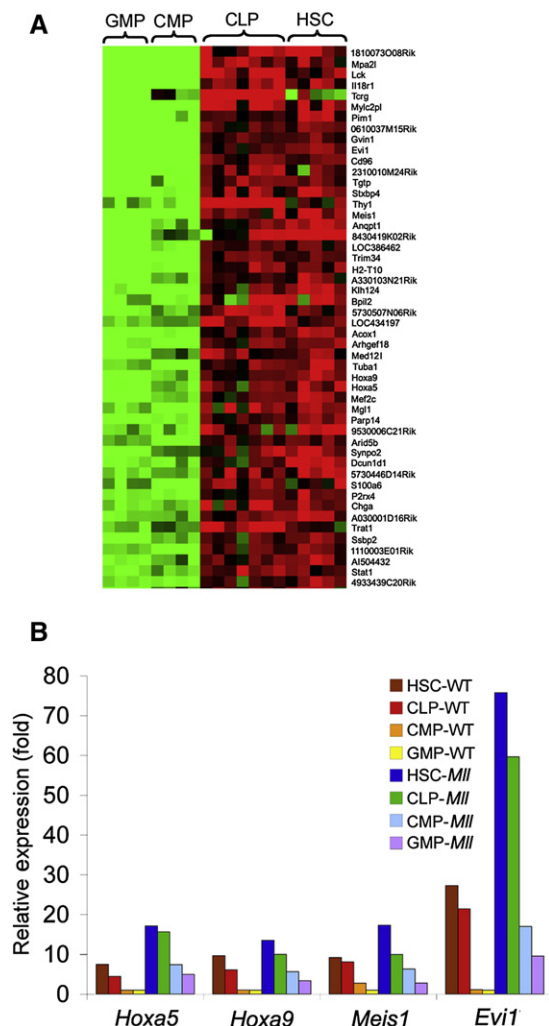 A
GMP CMP CLP HSC
1810073O08Rik
Mpa2l
Lck
Il18r1
Tcrg
Mylc2pl
Pim1
0610037M15Rik
Gvin1
Evi1
Cd96
2310010M24Rik
Tgtp
Stxbp4
Thy1
Meis1
Anqpt1
8430419K02Rik
LOC386462
Trim34
H2-T10
A330103N21Rik
Klh124
Bpil2
5730507N06Rik
LOC434197
Acox1
Arhgef18
Med12l
Tuba1
Hoxa9
Hoxa5
Mef2c
Mgl1
Parp14
9530006C21Rik
Arid5b
Synpo2
Dcun1d1
5730446D14Rik
S100a6
P2rx4
Chga
A030001D16Rik
Trat1
Ssbp2
1110003E01Rik
AI504432
Stat1
4933439C20Rik
B
Relative expression (fold)
80
70
60
50
40
30
20
10
0
HSC-WT
CLP-WT
CMP-WT
GMP-WT
HSC-Mll
CLP-Mll
CMP-Mll
GMP-Mll
Hoxa5 Hoxa9 Meis1 Evi1